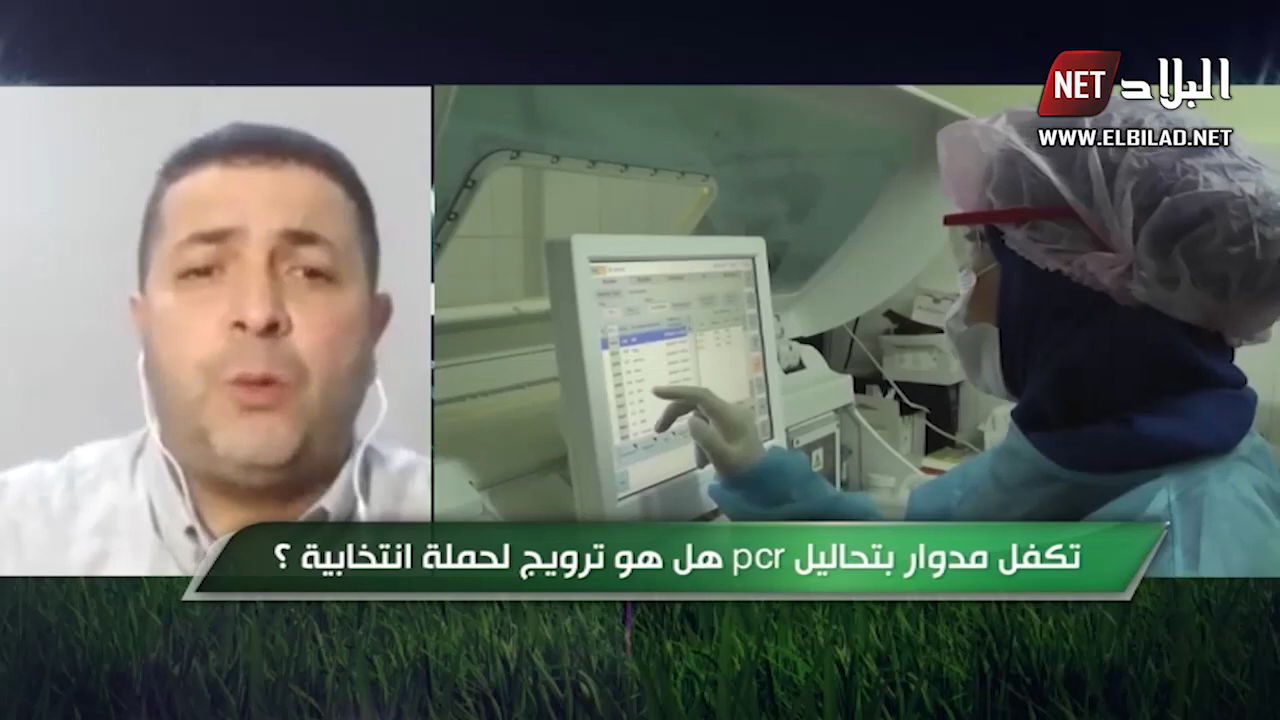 NET البلاد
WWW.ELBILAD.NET
تكفل مدوار بتحاليل pcr هل هو ترويج لحملة انتخابية ؟